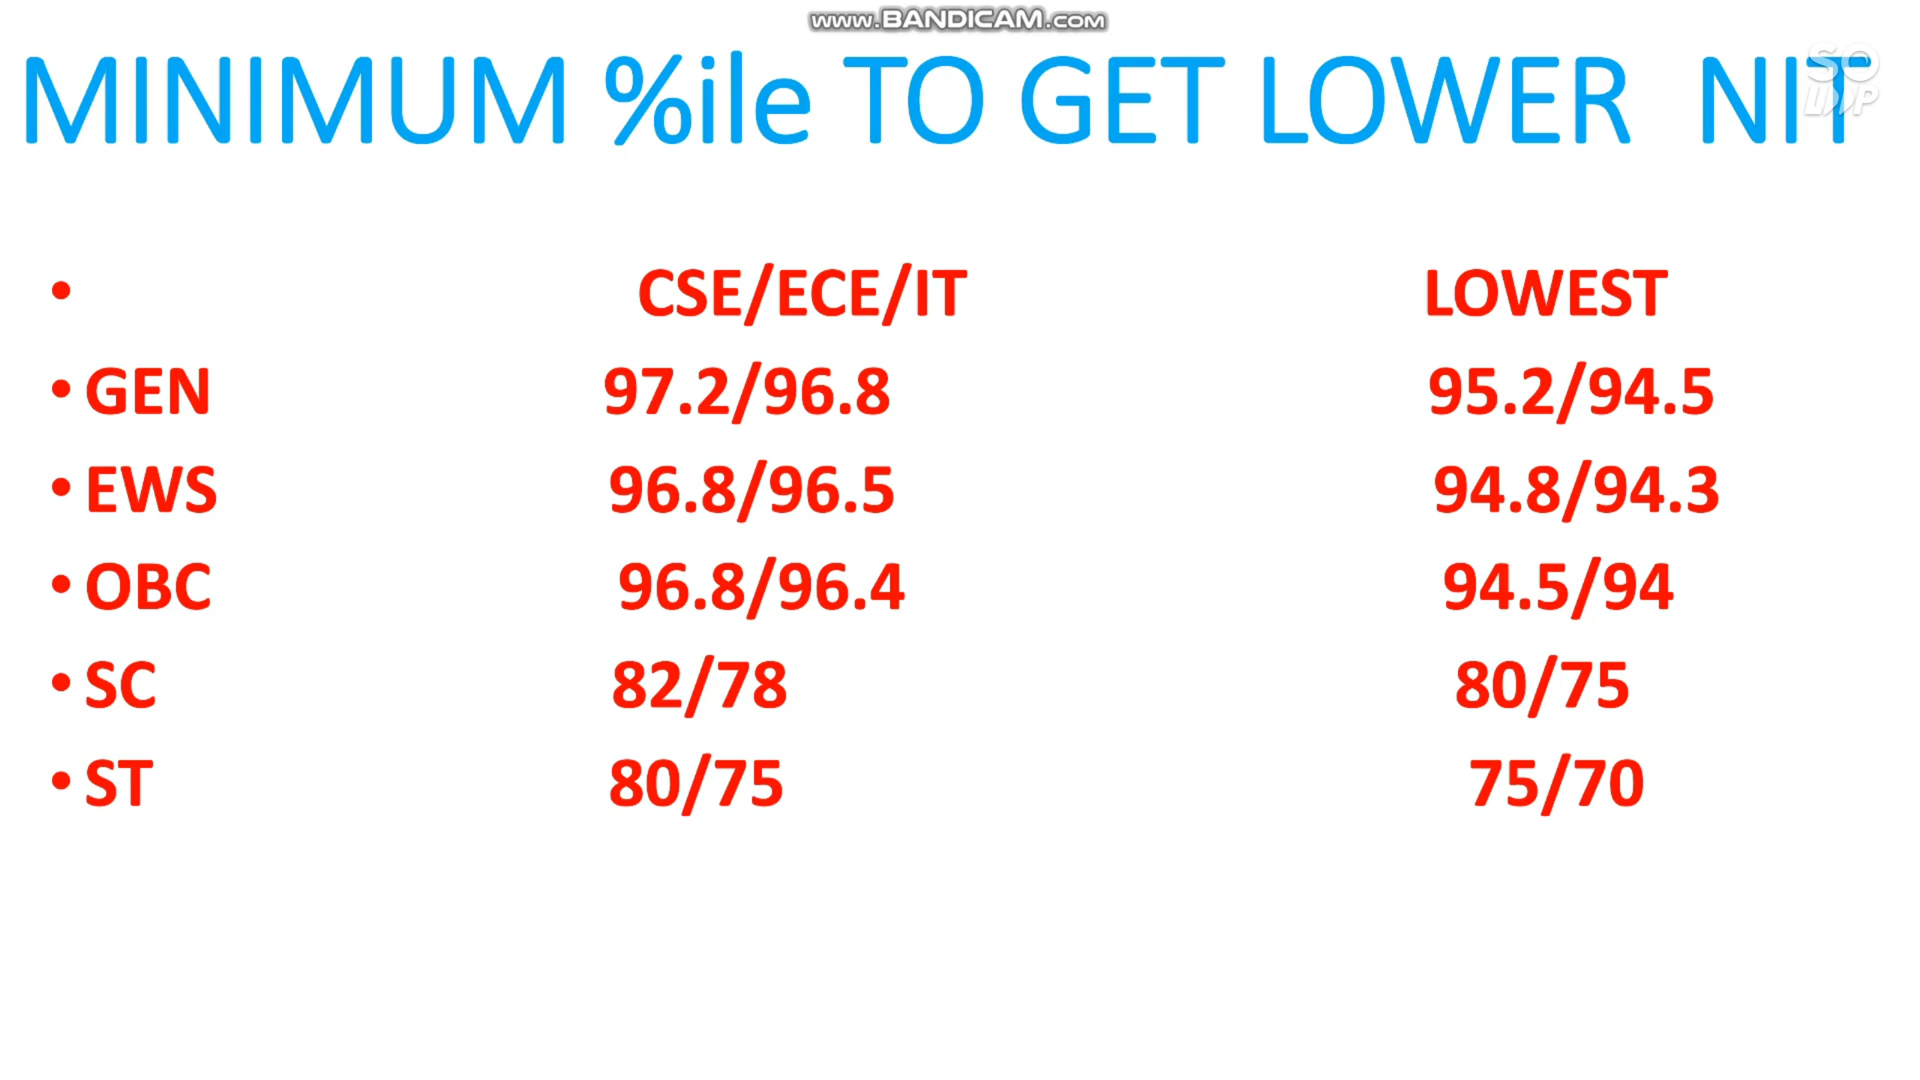 www.BANDICAM.com
MINIMUM %ile TO GET LOWER NIT
SOLDP
• CSE/ECE/IT LOWEST
• GEN 97.2/96.8 95.2/94.5
• EWS 96.8/96.5 94.8/94.3
• OBC 96.8/96.4 94.5/94
• SC 82/78 80/75
• ST 80/75 75/70